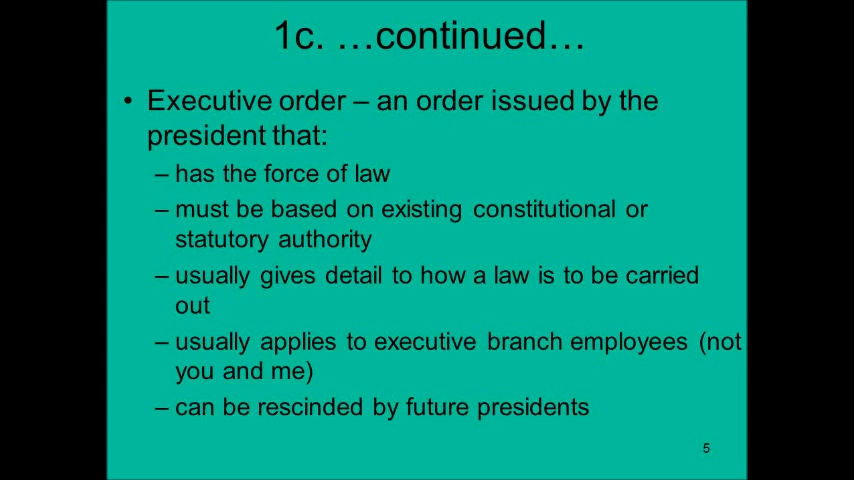 1c. …continued…
• Executive order – an order issued by the
president that:
– has the force of law
– must be based on existing constitutional or
statutory authority
– usually gives detail to how a law is to be carried
out
– usually applies to executive branch employees (not
you and me)
– can be rescinded by future presidents
5